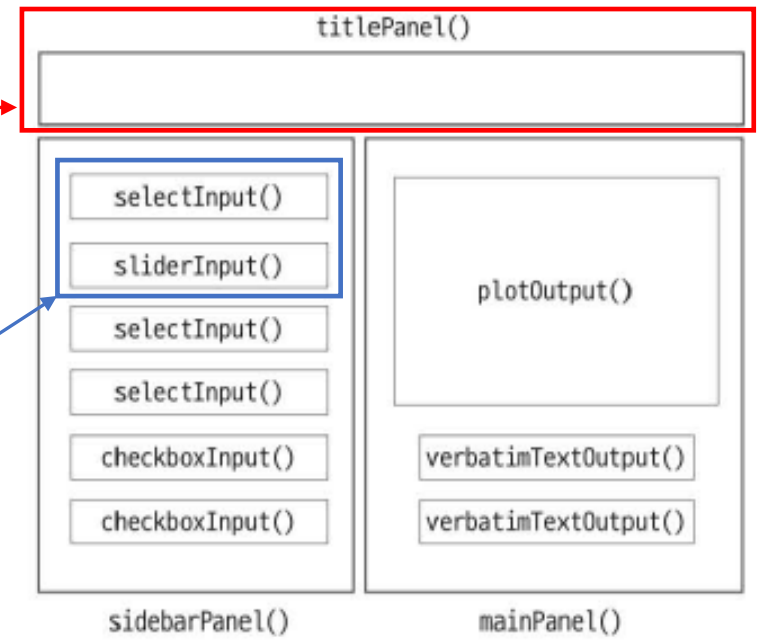 titlePanel()
selectInput()
sliderInput()
selectInput()
selectInput()
checkboxInput()
checkboxInput()
sidebarPanel()
plotOutput()
verbatimTextOutput()
verbatimTextOutput()
mainPanel()